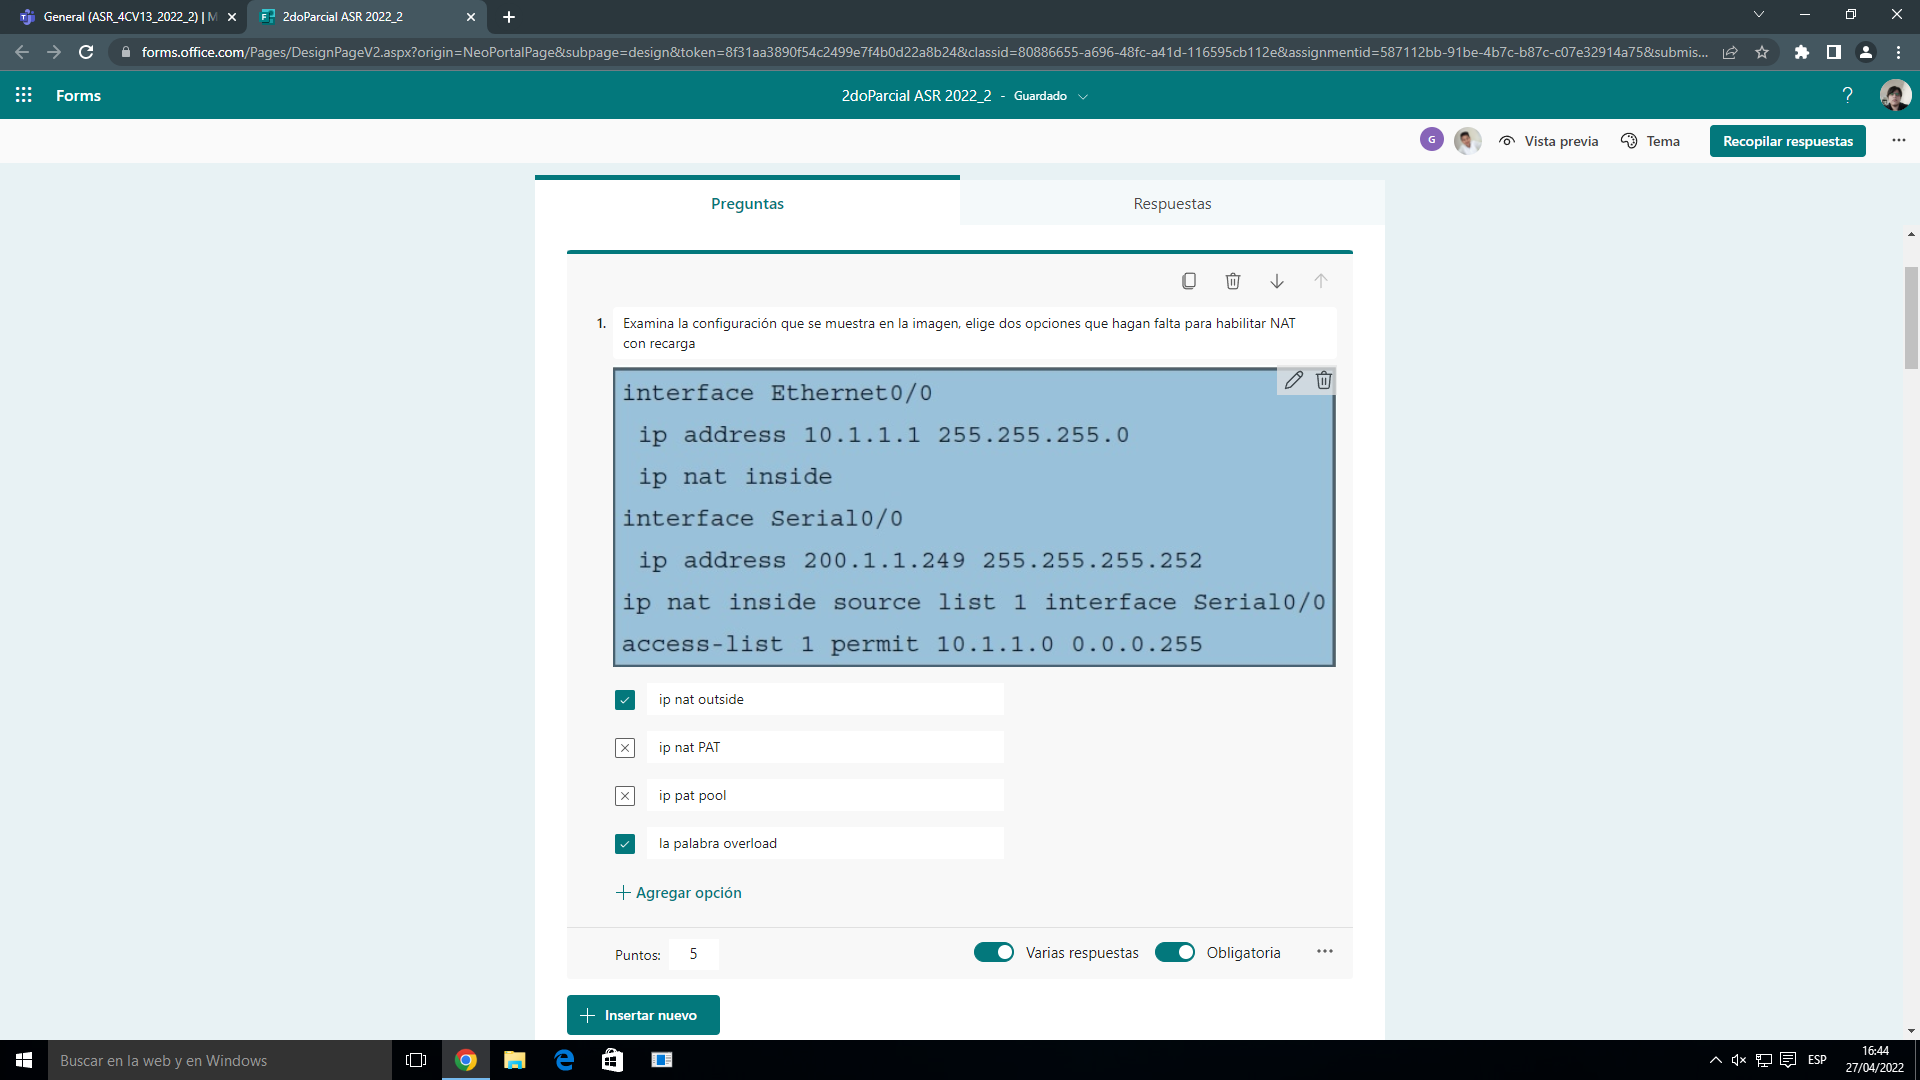 General (ASR_4CV13_2022_2) | M
2doParcial ASR 2022_2
forms.office.com/Pages/DesignPageV2.aspx?origin=NeoPortalPage&subpage=design&token=8f31aa3890f54c2499e7f4b0d22a8b24&classid=80886655-a696-48fc-a41d-116595cb112e&assignmentid=587112bb-91be-4b7c-b87c-c07e32914a75&submis...
Forms
2doParcial ASR 2022_2 - Guardado
?
G
Vista previa
Tema
Recopilar respuestas
Preguntas
Respuestas
1. Examina la configuración que se muestra en la imagen, elige dos opciones que hagan falta para habilitar NAT
con recarga
interface Ethernet0/0
ip address 10.1.1.1 255.255.255.0
ip nat inside
interface Serial0/0
ip address 200.1.1.249 255.255.255.252
ip nat inside source list 1 interface Serial0/0
access-list 1 permit 10.1.1.0 0.0.0.255
ip nat outside
ip nat PAT
ip pat pool
la palabra overload
Agregar opción
Puntos: 5
Varias respuestas
Obligatoria
Insertar nuevo
Buscar en la web y en Windows
ESP
16:44
27/04/2022